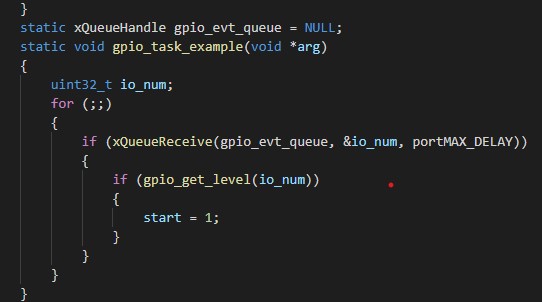 }
static xQueueHandle gpio_evt_queue = NULL;
static void gpio_task_example(void *arg)
{
    uint32_t io_num;
    for (;;)
    {
        if (xQueueReceive(gpio_evt_queue, &io_num, portMAX_DELAY))
        {
            if (gpio_get_level(io_num))
            {
                start = 1;
            }
        }
    }
}